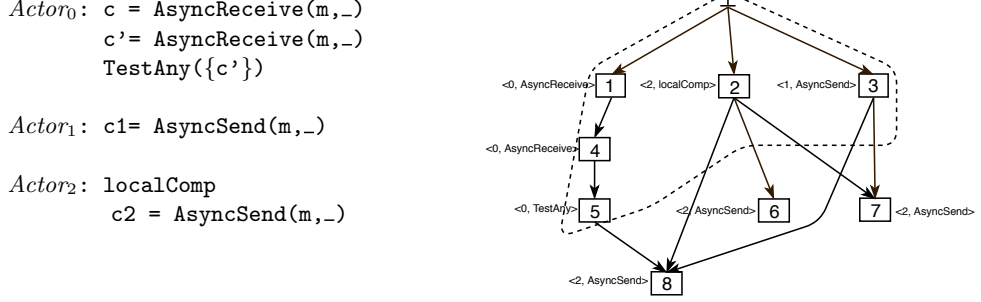 Actor0: c = AsyncReceive(m,_)
c'= AsyncReceive(m,_)
TestAny({c'})
Actor1: c1= AsyncSend(m,_)
Actor2: localComp
c2 = AsyncSend(m,_)
<0, AsyncReceive> 1
<2, localComp> 2
<1, AsyncSend> 3
<0, AsyncReceive> 4
<0, TestAny> 5
<2, AsyncSend> 6
7 <2, AsyncSend>
<2, AsyncSend> 8